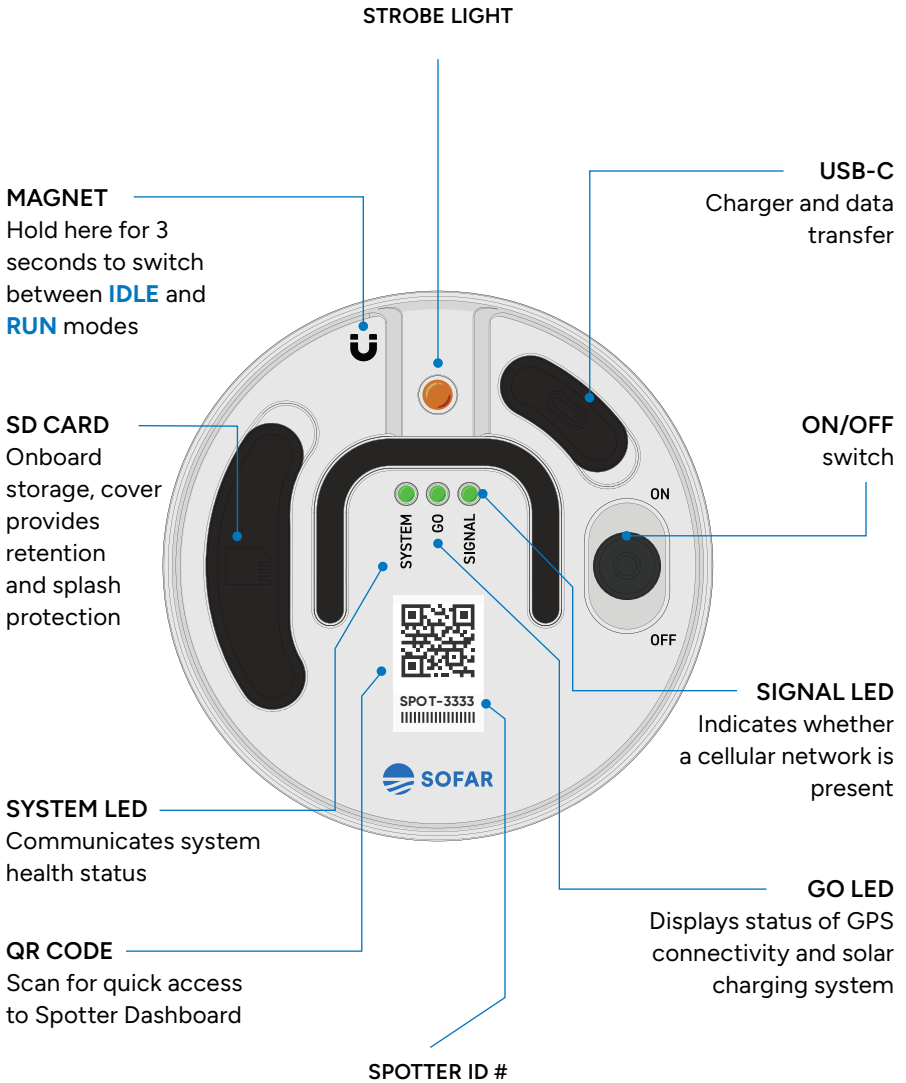 STROBE LIGHT
MAGNET
Hold here for 3
seconds to switch
between IDLE and
RUN modes
USB-C
Charger and data
transfer
SD CARD
Onboard
storage, cover
provides
retention
and splash
protection
ON/OFF
switch
ON
OFF
SYSTEM
GO
SIGNAL
SPOT-3333
SOFAR
SIGNAL LED
Indicates whether
a cellular network is
present
SYSTEM LED
Communicates system
health status
GO LED
Displays status of GPS
connectivity and solar
charging system
QR CODE
Scan for quick access
to Spotter Dashboard
SPOTTER ID #